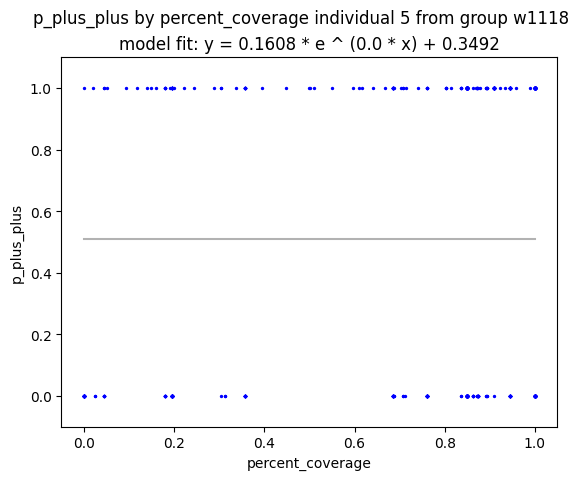 p_plus_plus by percent_coverage individual 5 from group w1118
model fit: y = 0.1608 * e ^ (0.0 * x) + 0.3492
1.0
0.8
0.6
0.4
0.2
0.0
p_plus_plus
0.0 0.2 0.4 0.6 0.8 1.0
percent_coverage